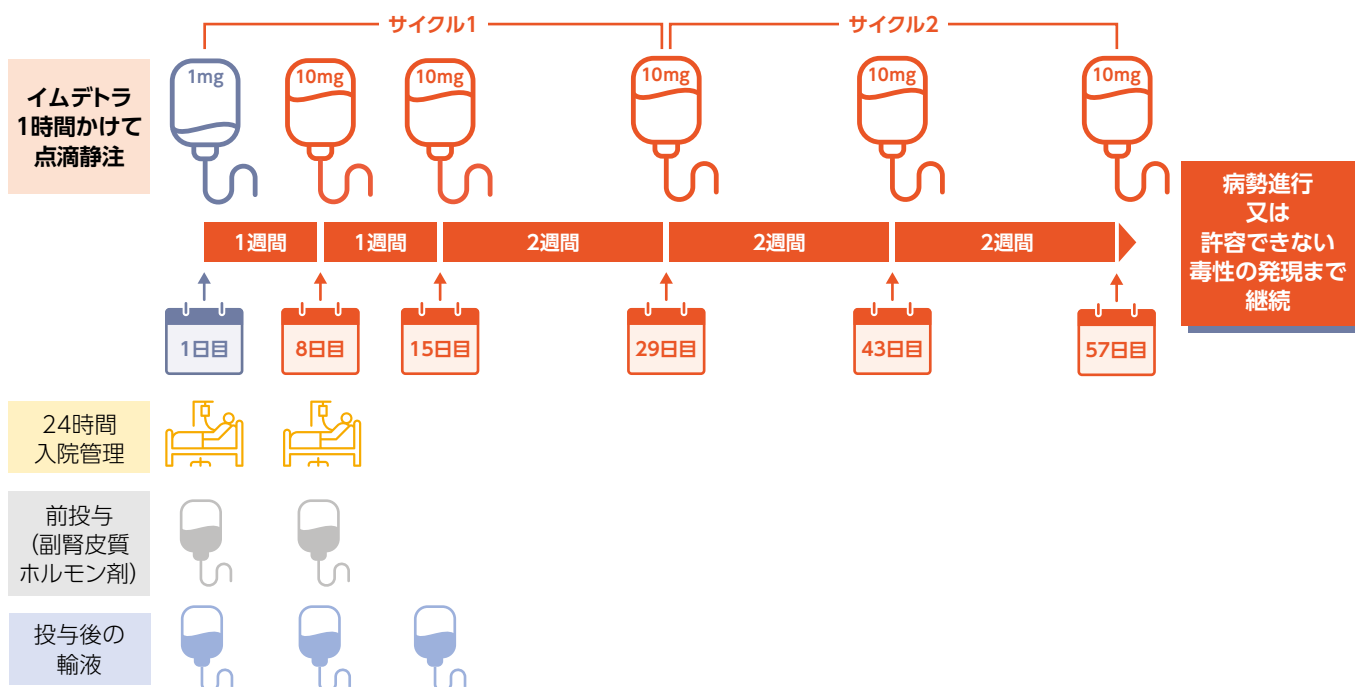 サイクル1
サイクル2
イムデトラ
1時間かけて
点滴静注
1mg
10mg
10mg
10mg
10mg
10mg
1週間
1週間
2週間
2週間
2週間
病勢進行
又は
許容できない
毒性の発現まで
継続
1日目
8日目
15日目
29日目
43日目
57日目
24時間
入院管理
前投与
(副腎皮質
ホルモン剤)
投与後の
輸液